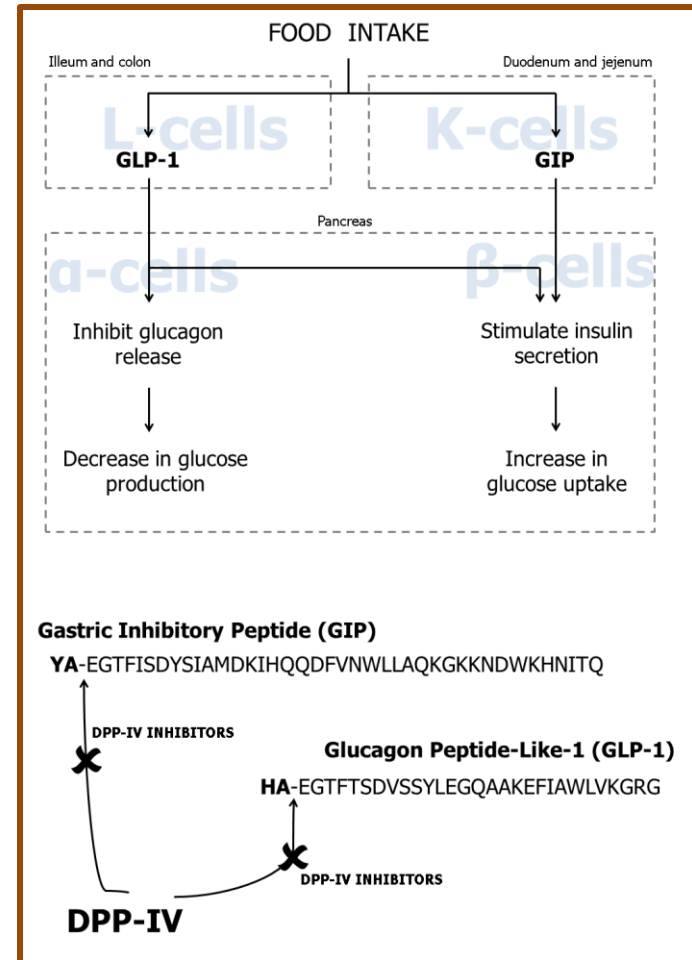 FOOD INTAKE
Illeum and colon
Duodenum and jejenum
L-cells
K-cells
GLP-1
GIP
Pancreas
α-cells
β-cells
Inhibit glucagon
release
Stimulate insulin
secretion
Decrease in glucose
production
Increase in
glucose uptake
Gastric Inhibitory Peptide (GIP)
YA-EGTFISDYSIAMDKIHQQDFVNWLLAQKGKKNDWKHNITQ
DPP-IV INHIBITORS
Glucagon Peptide-Like-1 (GLP-1)
HA-EGTFTSDVSSYLEGQAAKEFIAWLVKGRG
DPP-IV INHIBITORS
DPP-IV